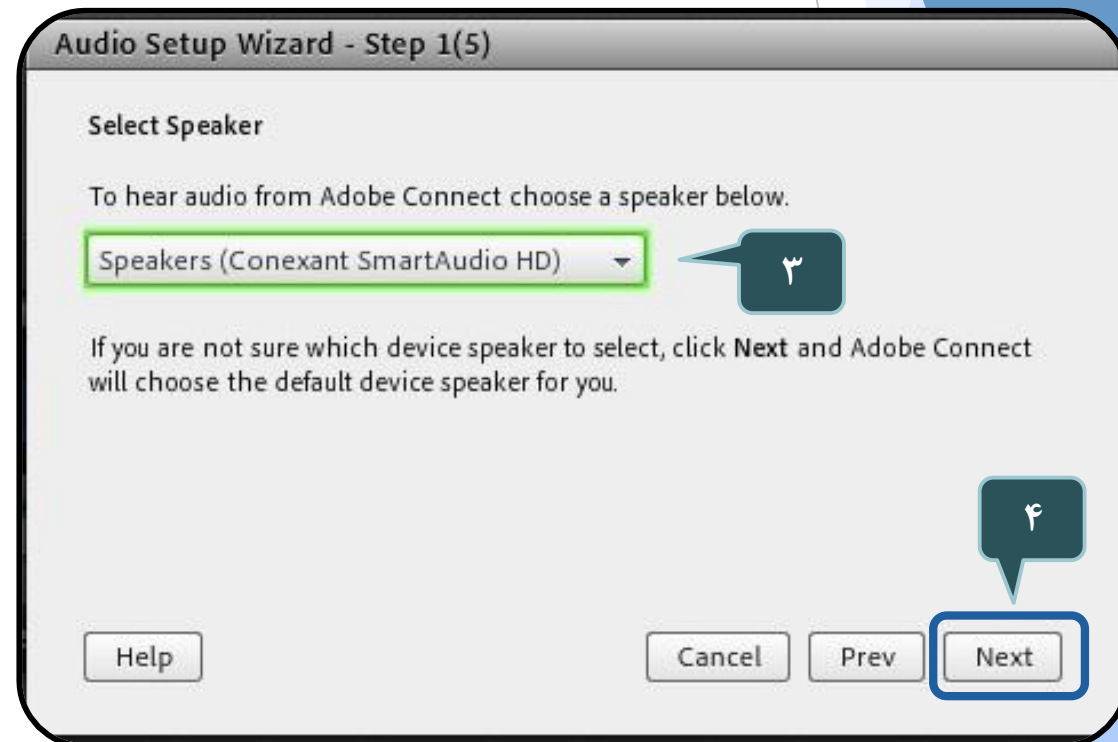 Audio Setup Wizard - Step 1(5)
Select Speaker
To hear audio from Adobe Connect choose a speaker below.
Speakers (Conexant SmartAudio HD)
۳
If you are not sure which device speaker to select, click Next and Adobe Connect
will choose the default device speaker for you.
۴
Help
Cancel
Prev
Next